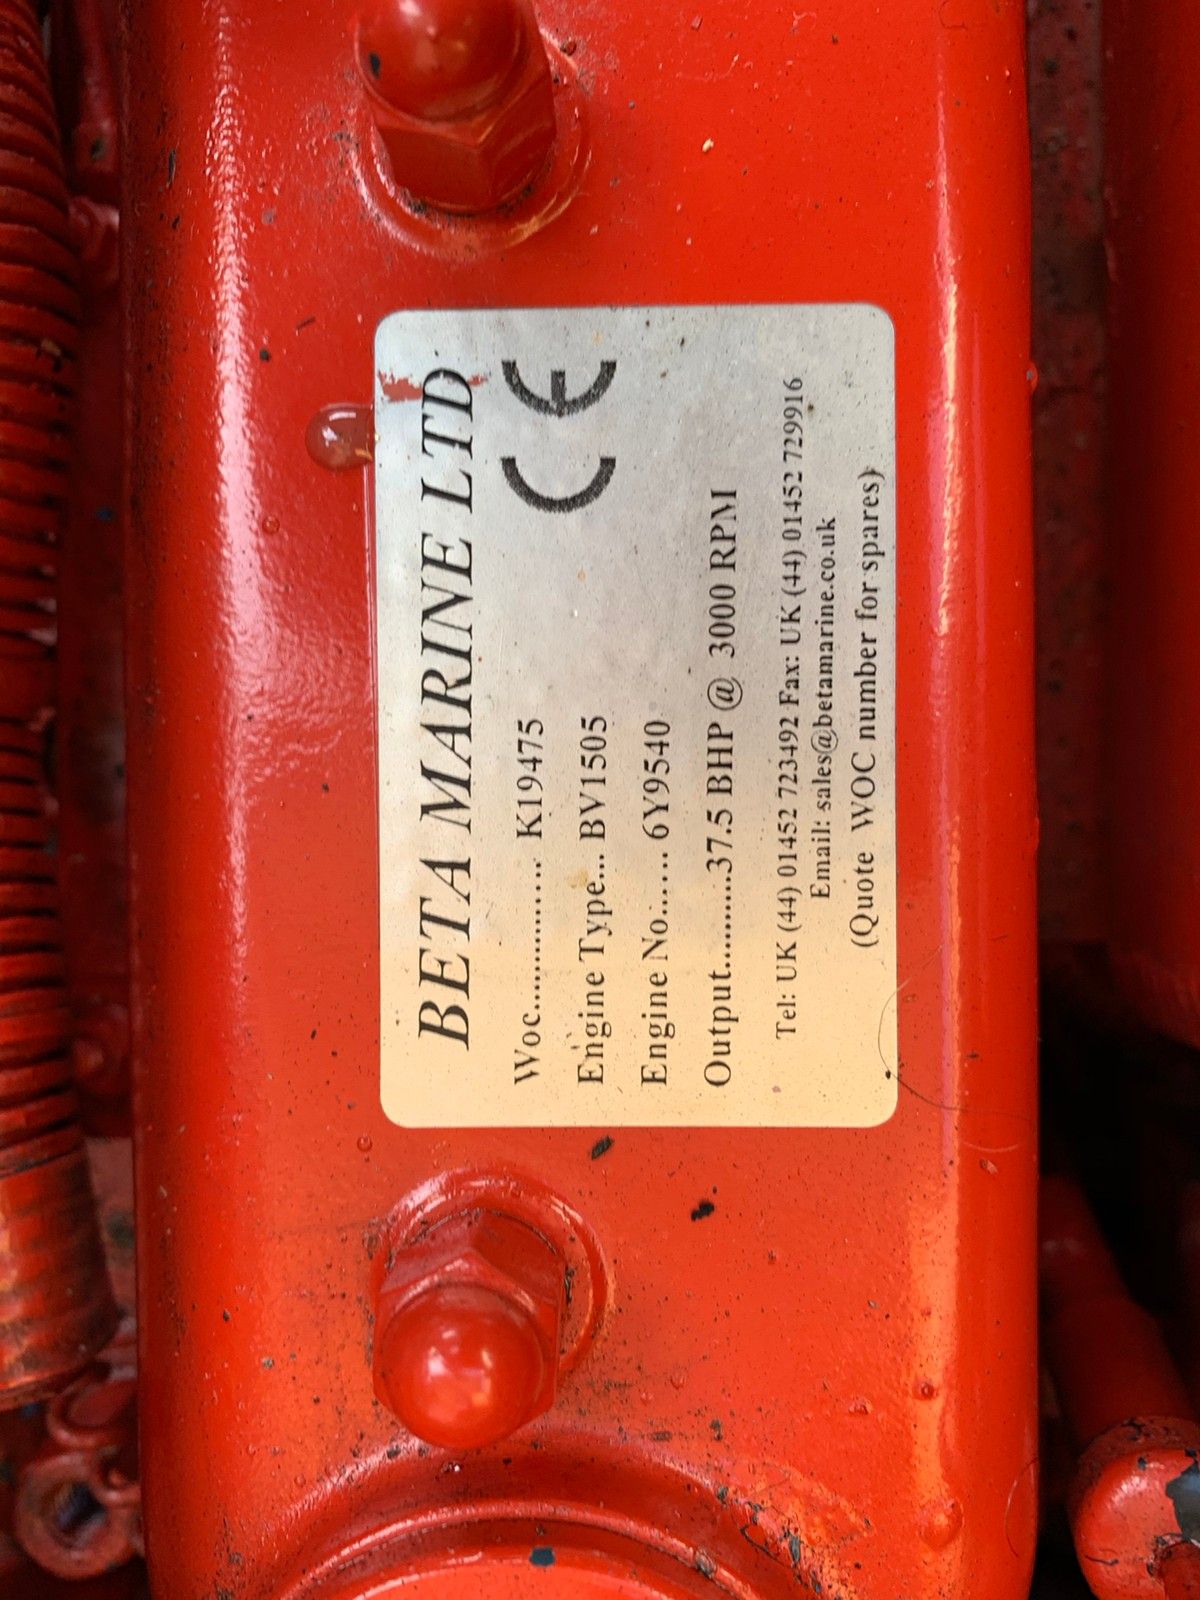 BETA MARINE LTD
Woc.............. K19475
CE
Engine Type... BV1505
Engine No...... 6Y9540
Output..........37.5 BHP @ 3000 RPM
Tel: UK (44) 01452 723492 Fax: UK (44) 01452 729916
Email: sales@betamarine.co.uk
(Quote WOC number for spares)